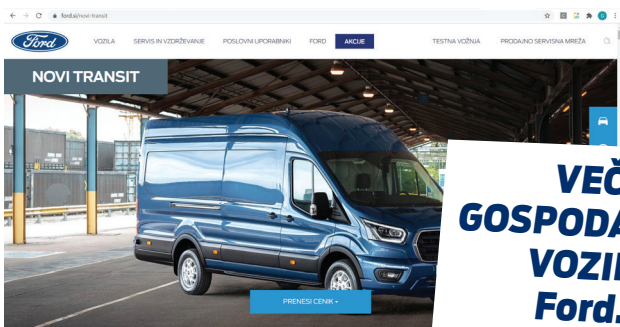 ford.si/novi-transit
Ford
VOZILA SERVIS IN VZDRŽEVANJE POSLOVNI UPORABNIKI FORD AKCIJE TESTNA VOŽNJA PRODAJNO SERVISNA MREŽA
NOVI TRANSIT
VEČ
GOSPODA
VOZIL
Ford.
PRENESI CENIK